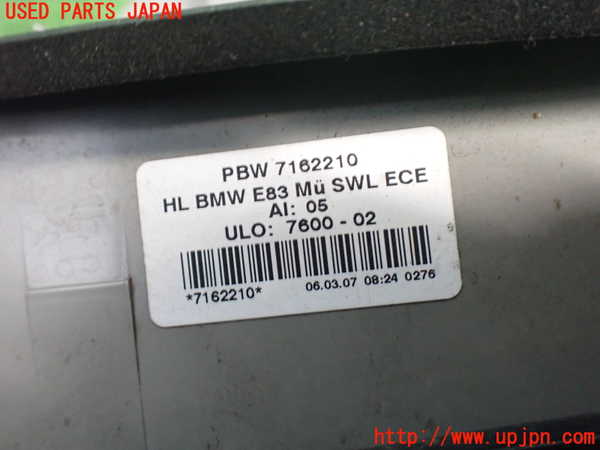 USED PARTS JAPAN
PBW 7162210
HL BMW E83 Mü SWL ECE
AI: 05
ULO: 7600 - 02
*7162210* 06.03.07 08:24 0276
http://www.upjpn.com/